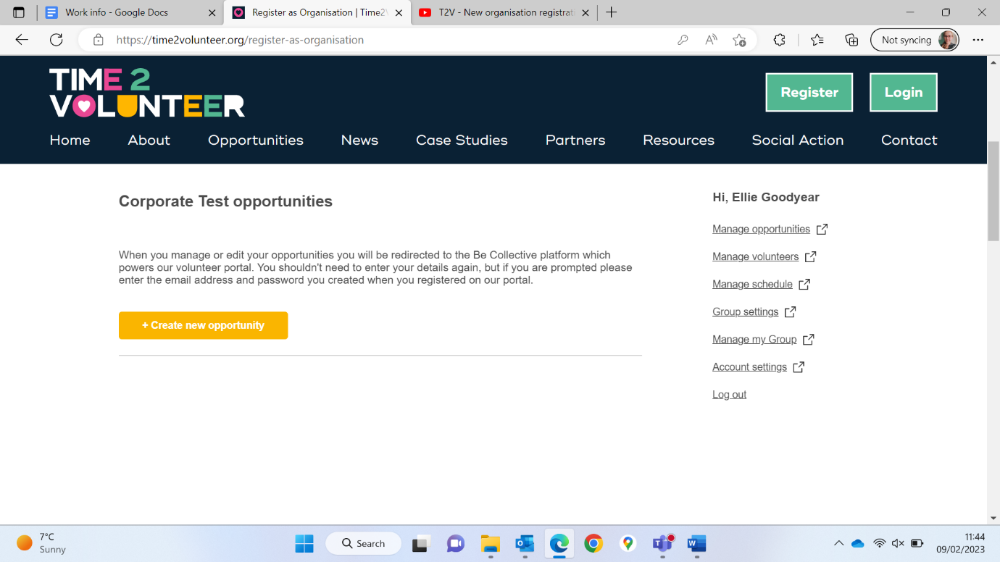 Work info - Google Docs
Register as Organisation | Time2V
T2V - New organisation registrati
https://time2volunteer.org/register-as-organisation
Not syncing
TIME 2
VOLUNTEER
Register
Login
Home
About
Opportunities
News
Case Studies
Partners
Resources
Social Action
Contact
Corporate Test opportunities
When you manage or edit your opportunities you will be redirected to the Be Collective platform which
powers our volunteer portal. You shouldn't need to enter your details again, but if you are prompted please
enter the email address and password you created when you registered on our portal.
+ Create new opportunity
Hi, Ellie Goodyear
Manage opportunities
Manage volunteers
Manage schedule
Group settings
Manage my Group
Account settings
Log out
7°C
Sunny
Search
11:44
09/02/2023